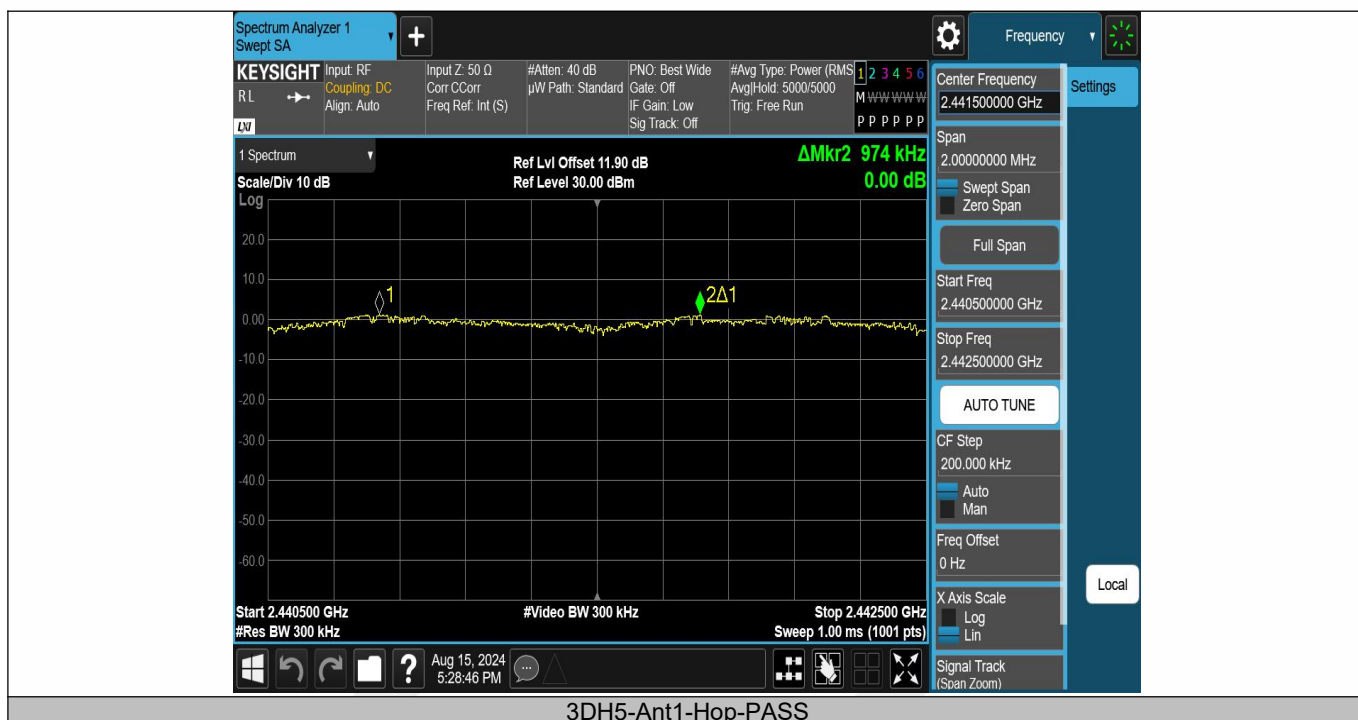 Spectrum Analyzer 1
Swept SA
Frequency
KEYSIGHT
RL
LXI
Input: RF
Coupling: DC
Align: Auto
Input Z: 50 Ω
Corr CCorr
Freq Ref: Int (S)
#Atten: 40 dB
µW Path: Standard
PNO: Best Wide
Gate: Off
IF Gain: Low
Sig Track: Off
#Avg Type: Power (RMS
Avg|Hold: 5000/5000
Trig: Free Run
1 2 3 4 5 6
M W W W W W
P P P P P P
1 Spectrum
Scale/Div 10 dB
Log
Ref Lvl Offset 11.90 dB
Ref Level 30.00 dBm
ΔMkr2 974 kHz
0.00 dB
20.0
10.0
0.00
-10.0
-20.0
-30.0
-40.0
-50.0
-60.0
1
2Δ1
Start 2.440500 GHz
#Res BW 300 kHz
#Video BW 300 kHz
Stop 2.442500 GHz
Sweep 1.00 ms (1001 pts)
Center Frequency
2.441500000 GHz
Settings
Span
2.00000000 MHz
Swept Span
Zero Span
Full Span
Start Freq
2.440500000 GHz
Stop Freq
2.442500000 GHz
AUTO TUNE
CF Step
200.000 kHz
Auto
Man
Freq Offset
0 Hz
X Axis Scale
Log
Lin
Local
Signal Track
(Span Zoom)
?
Aug 15, 2024
5:28:46 PM
3DH5-Ant1-Hop-PASS